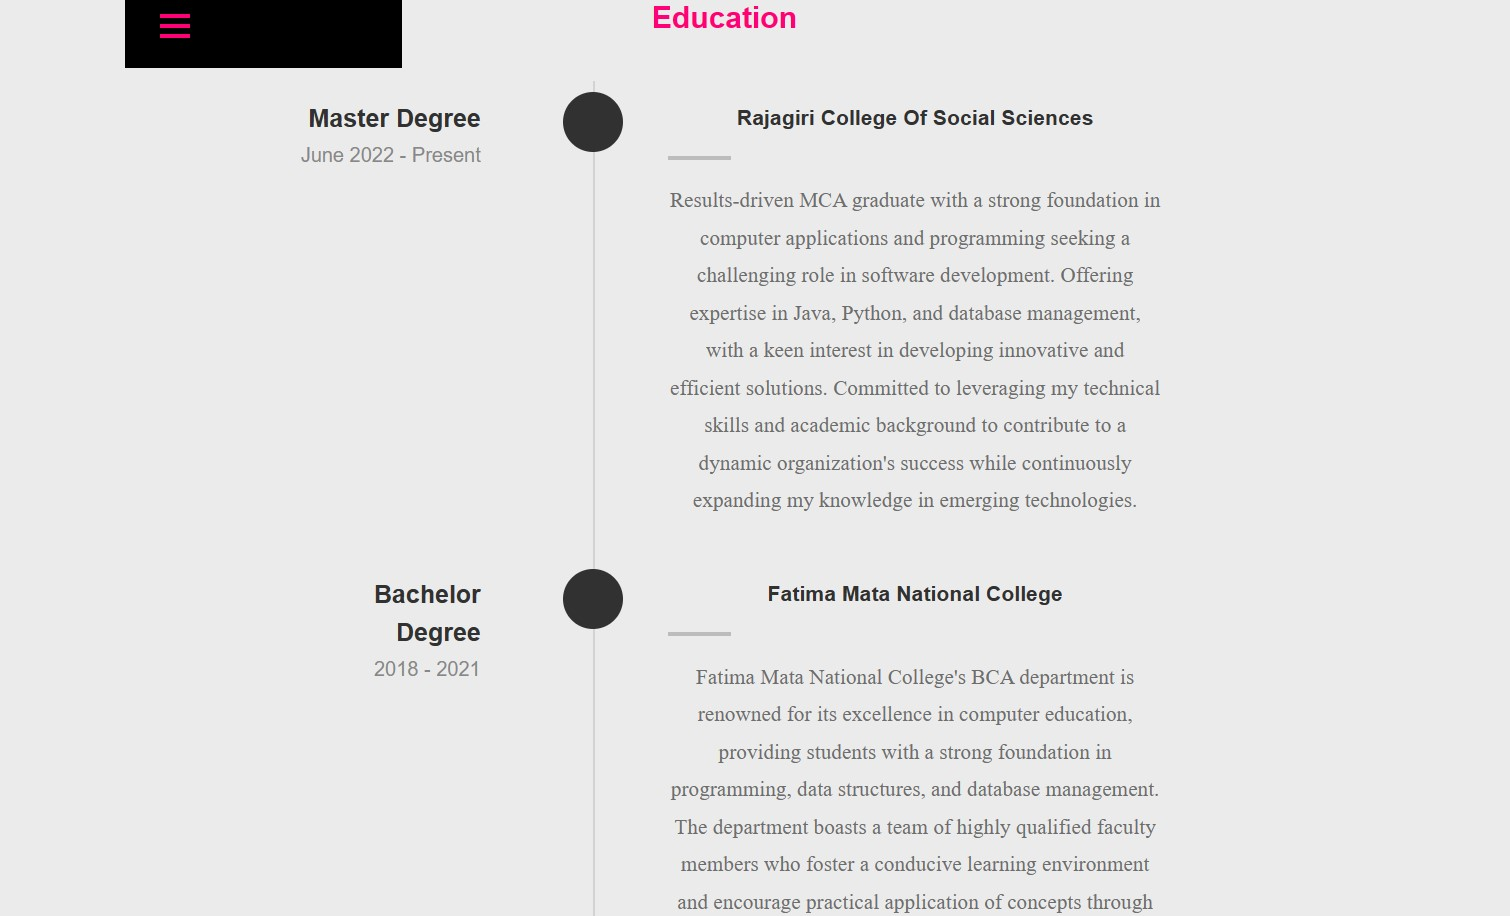 Education
Master Degree
June 2022 - Present
Rajagiri College Of Social Sciences
Results-driven MCA graduate with a strong foundation in
computer applications and programming seeking a
challenging role in software development. Offering
expertise in Java, Python, and database management,
with a keen interest in developing innovative and
efficient solutions. Committed to leveraging my technical
skills and academic background to contribute to a
dynamic organization's success while continuously
expanding my knowledge in emerging technologies.
Bachelor
Degree
2018 - 2021
Fatima Mata National College
Fatima Mata National College's BCA department is
renowned for its excellence in computer education,
providing students with a strong foundation in
programming, data structures, and database management.
The department boasts a team of highly qualified faculty
members who foster a conducive learning environment
and encourage practical application of concepts through